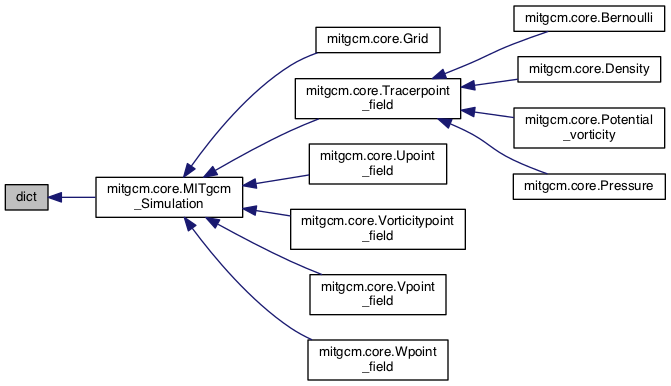 dict
mitgcm.core.MITgcm
_Simulation
mitgcm.core.Grid
mitgcm.core.Tracerpoint
_field
mitgcm.core.Upoint
_field
mitgcm.core.Vorticitypoint
_field
mitgcm.core.Vpoint
_field
mitgcm.core.Wpoint
_field
mitgcm.core.Bernoulli
mitgcm.core.Density
mitgcm.core.Potential
_vorticity
mitgcm.core.Pressure